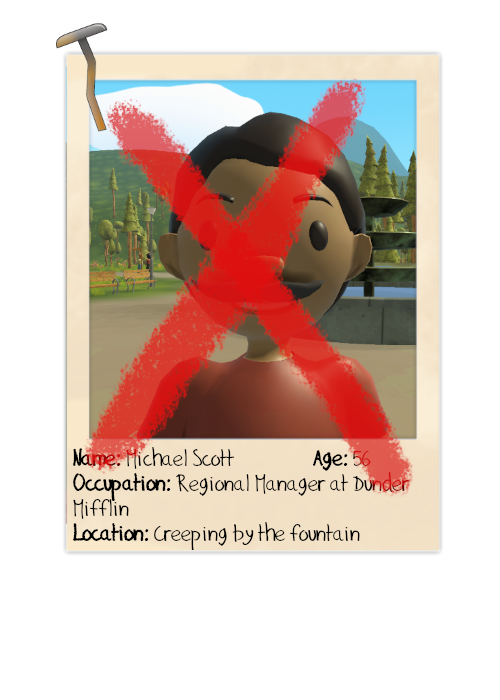 Name: Michael Scott Age: 56
Occupation: Regional Manager at Dunder
Mifflin
Location: Creeping by the fountain